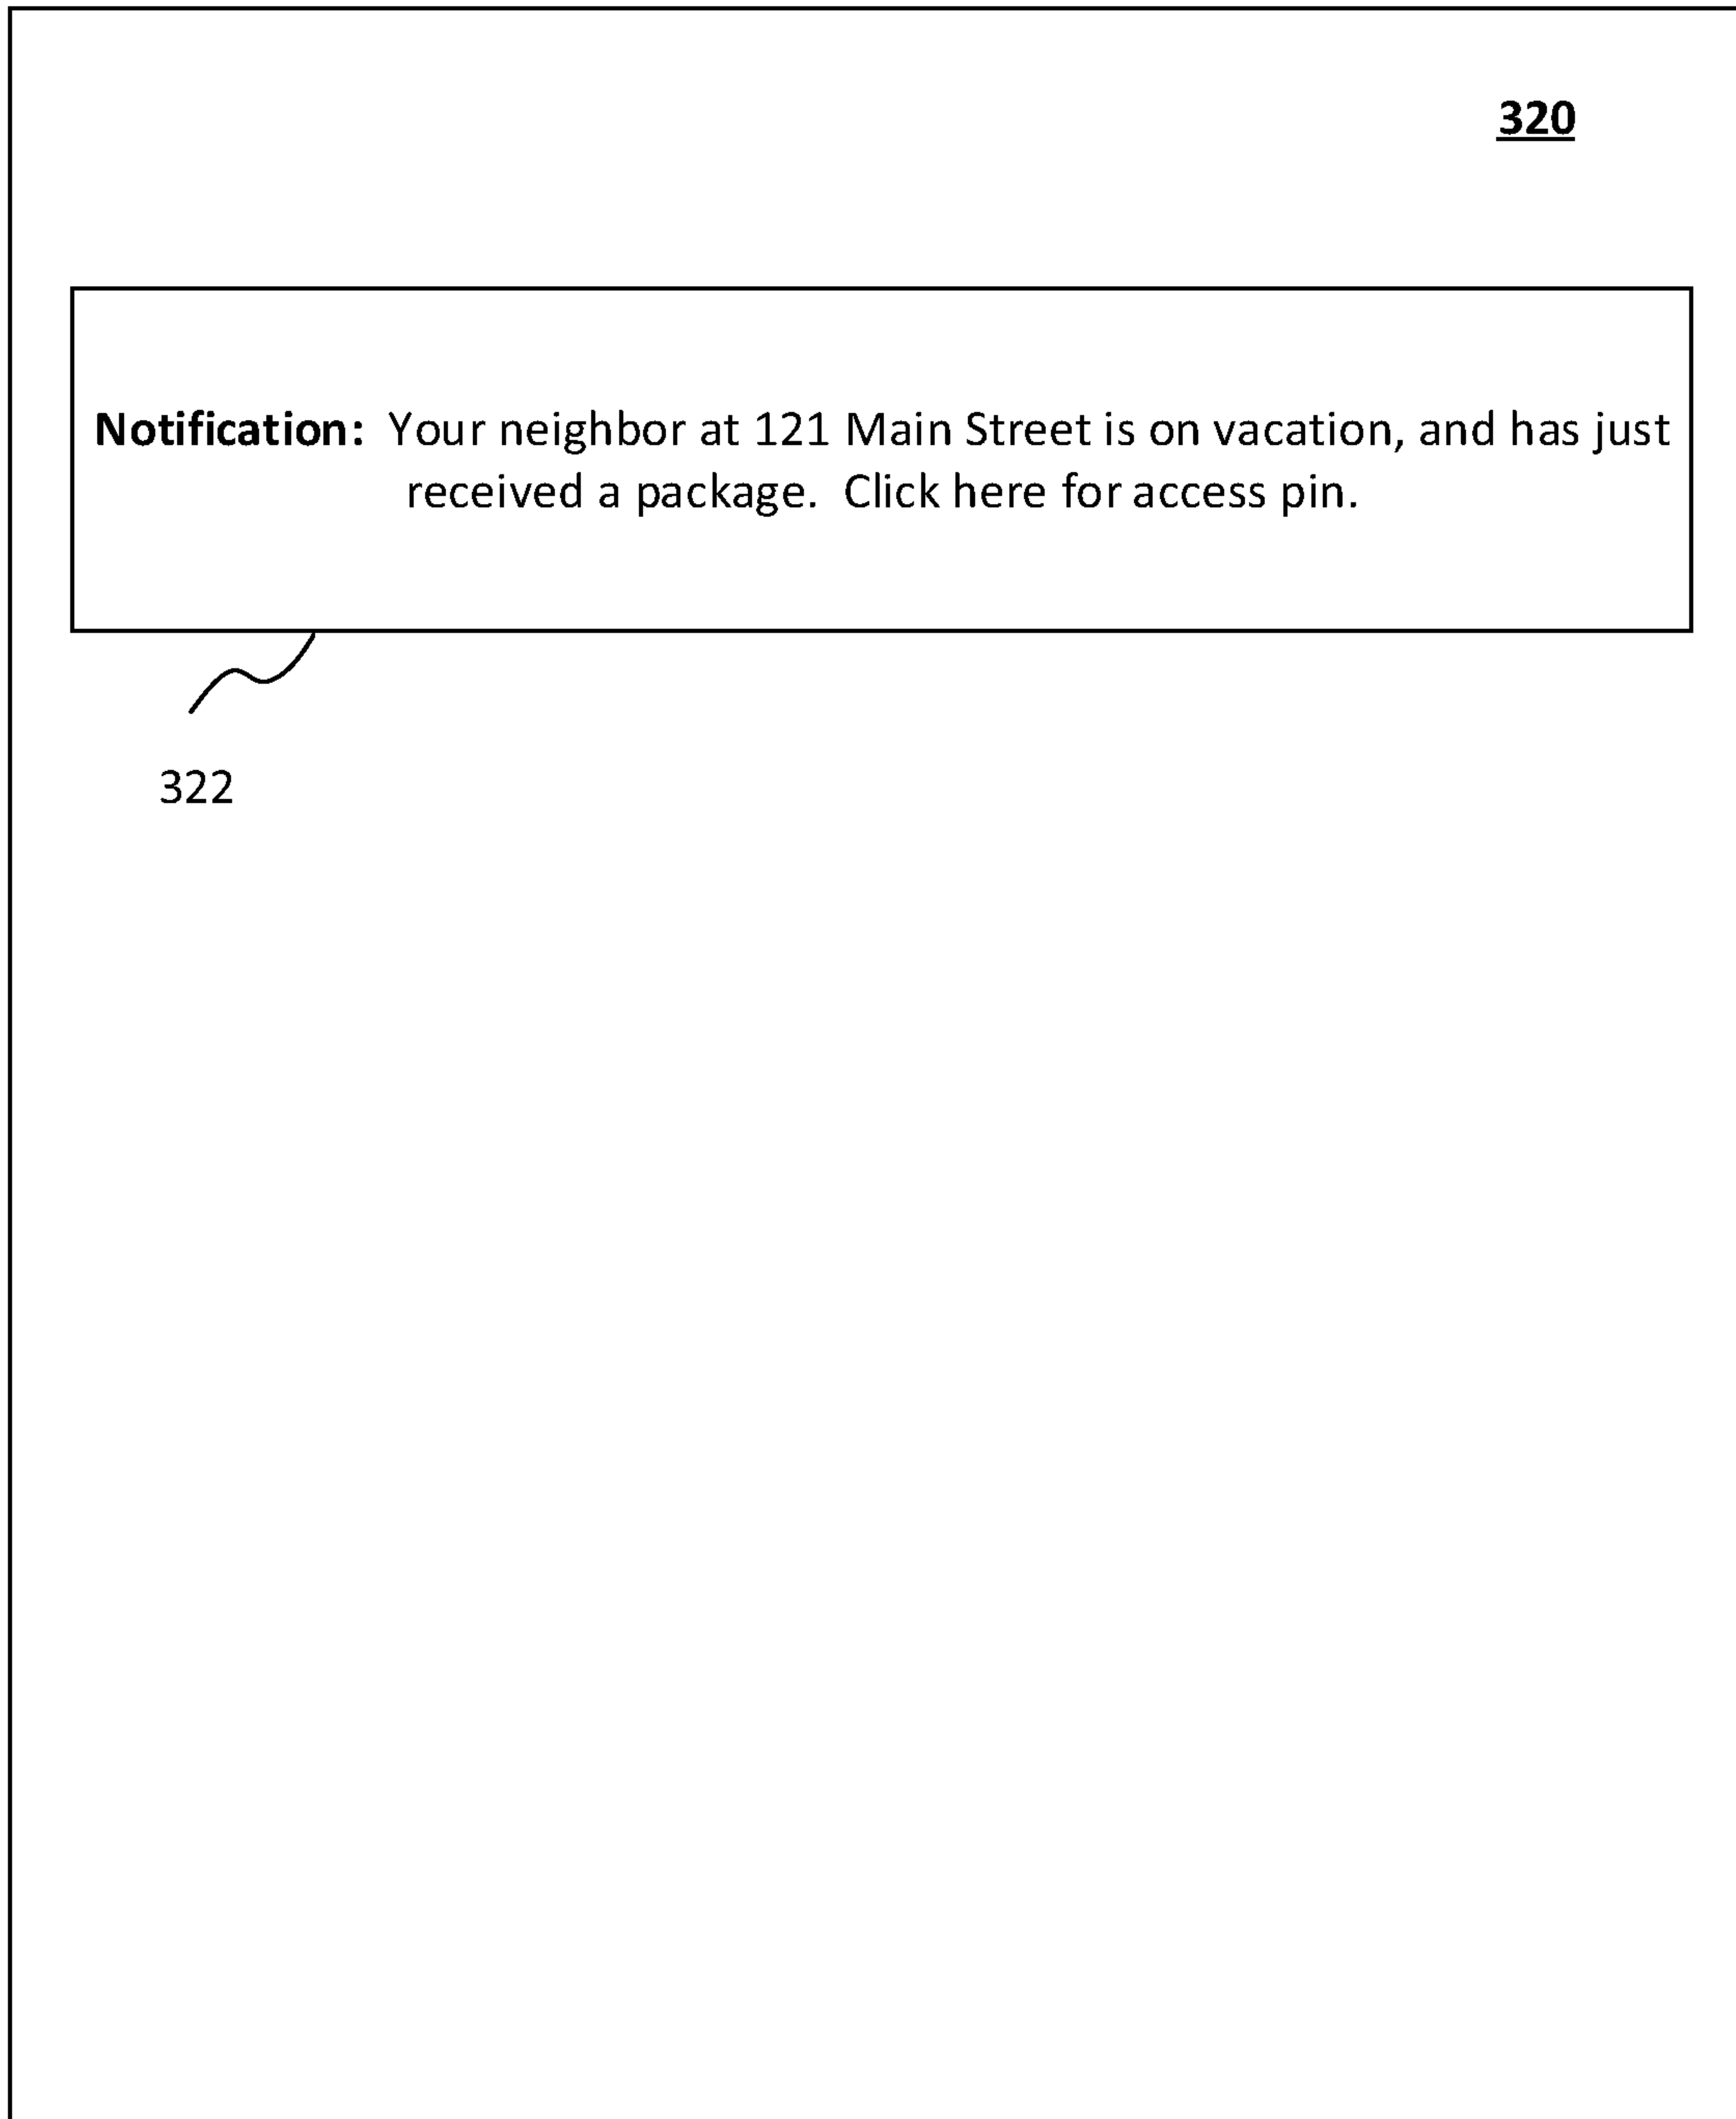 320
Notification:  Your neighbor at 121 Main Street is on vacation, and has just
received a package.  Click here for access pin.
322